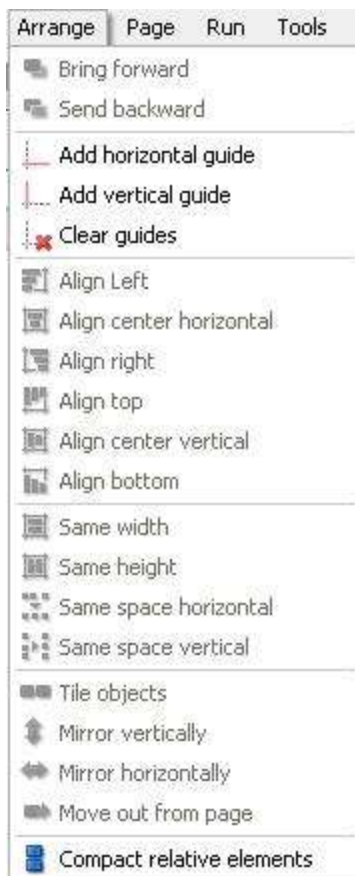 Arrange Page Run Tools
Bring forward
Send backward
Add horizontal guide
Add vertical guide
Clear guides
Align Left
Align center horizontal
Align right
Align top
Align center vertical
Align bottom
Same width
Same height
Same space horizontal
Same space vertical
Tile objects
Mirror vertically
Mirror horizontally
Move out from page
Compact relative elements